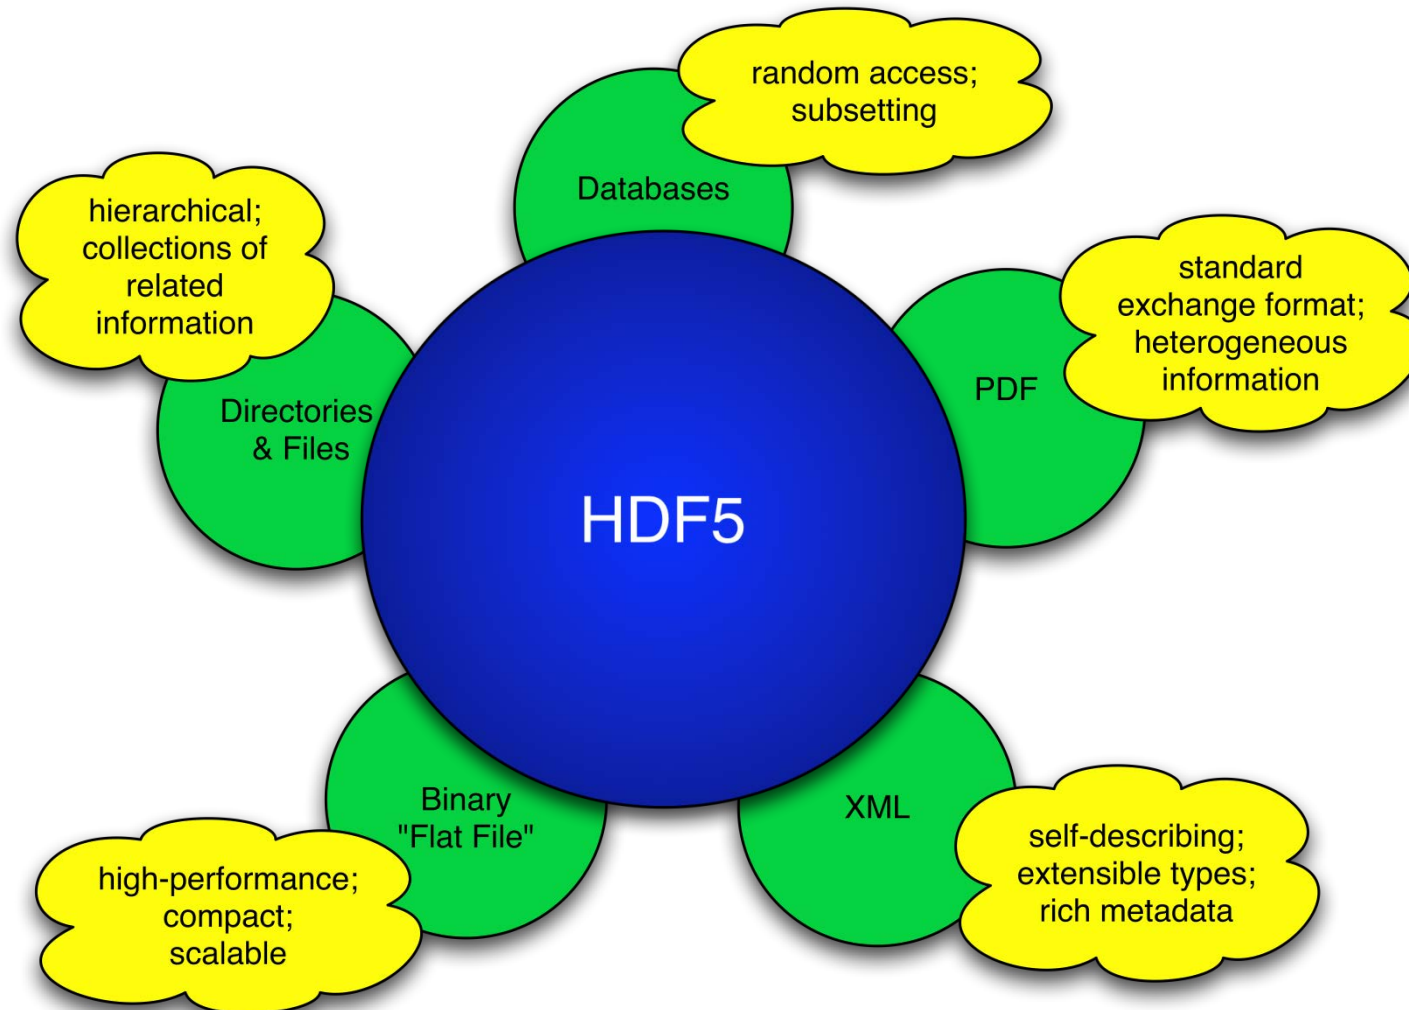 random access;
subsetting
Databases
hierarchical;
collections of
related
information
Directories
& Files
standard
exchange format;
heterogeneous
information
PDF
HDF5
Binary
"Flat File"
high-performance;
compact;
scalable
XML
self-describing;
extensible types;
rich metadata